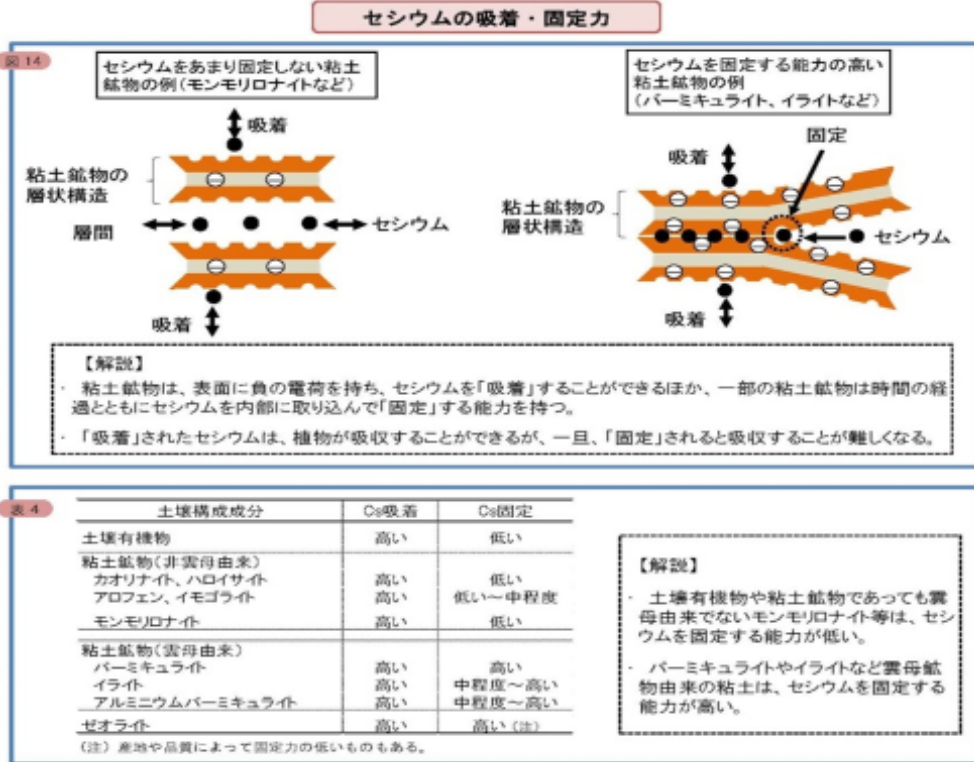 セシウムの吸着・固定力
図14
セシウムをあまり固定しない粘土
鉱物の例(モンモリロナイトなど)
吸着
粘土鉱物の
層状構造
層間
セシウム
吸着
セシウムを固定する能力の高い
粘土鉱物の例
(バーミキュライト、イライトなど)
固定
吸着
粘土鉱物の
層状構造
セシウム
吸着
【解説】
・ 粘土鉱物は、表面に負の電荷を持ち、セシウムを「吸着」することができるほか、一部の粘土鉱物は時間の経
過とともにセシウムを内部に取り込んで「固定」する能力を持つ。
・ 「吸着」されたセシウムは、植物が吸収することができるが、一旦、「固定」されると吸収することが難しくなる。
表4
土壌構成成分 Cs吸着 Cs固定
土壌有機物 高い 低い
粘土鉱物(非雲母由来)
カオリナイト、ハロイサイト 高い 低い
アロフェン、イモゴライト 高い 低い～中程度
モンモリロナイト 高い 低い
粘土鉱物(雲母由来)
バーミキュライト 高い 高い
イライト 高い 中程度～高い
アルミニウムバーミキュライト 高い 中程度～高い
ゼオライト 高い 高い(注)
(注)産地や品質によって固定力の低いものもある。
【解説】
・ 土壌有機物や粘土鉱物であっても雲
母由来でないモンモリロナイト等は、セシ
ウムを固定する能力が低い。
・ バーミキュライトやイライトなど雲母鉱
物由来の粘土は、セシウムを固定する
能力が高い。